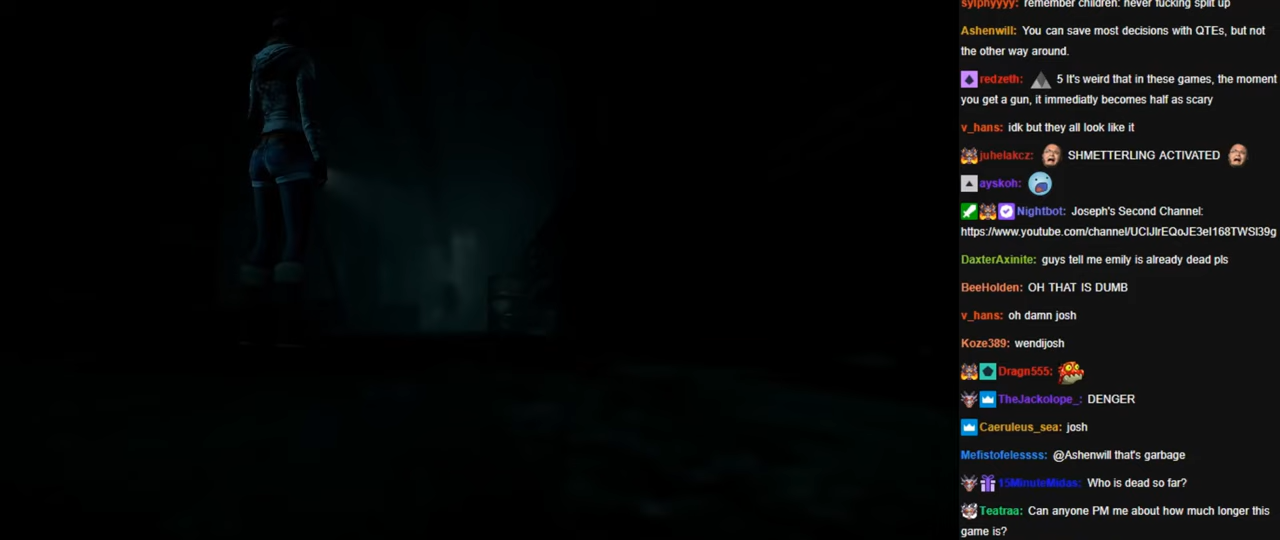 sylphyyyy: remember children: never fucking split up
Ashenwill: You can save most decisions with QTEs, but not
the other way around.
redzeth: 5 It's weird that in these games, the moment
you get a gun, it immediatly becomes half as scary
v_hans: idk but they all look like it
juhelakcz: SHMETTERLING ACTIVATED
ayskoh:
Nightbot: Joseph's Second Channel:
https://www.youtube.com/channel/UCIJIrEQoJE3eI168TWSI39g
DaxterAxinite: guys tell me emily is already dead pls
BeeHolden: OH THAT IS DUMB
v_hans: oh damn josh
Koze389: wendijosh
Dragn555:
TheJackolope_: DENGER
Caeruleus_sea: josh
Mefistofelessss: @Ashenwill that's garbage
15MinuteMidas: Who is dead so far?
Teatraa: Can anyone PM me about how much longer this
game is?